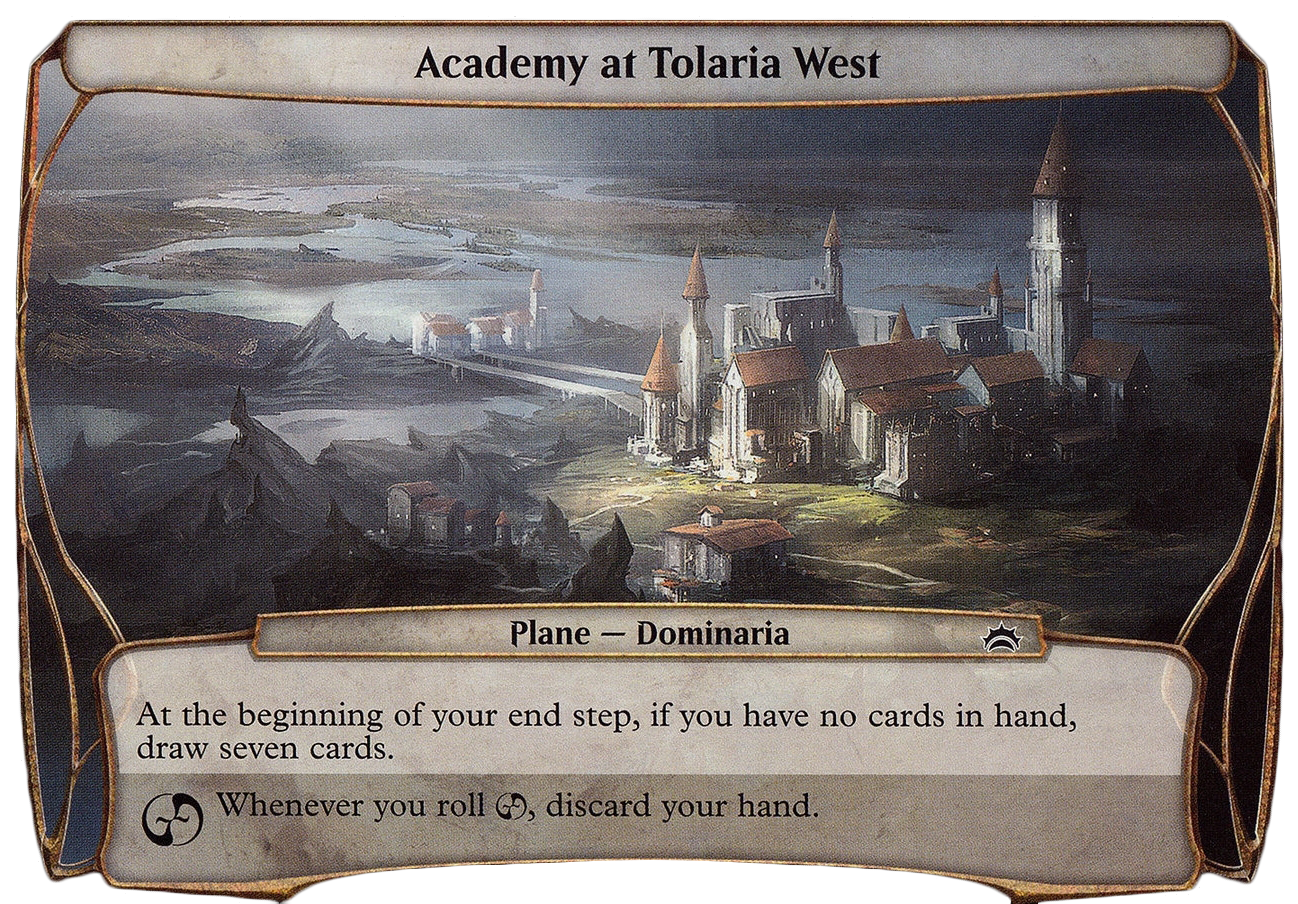 Academy at Tolaria West
Plane — Dominaria
At the beginning of your end step, if you have no cards in hand,
draw seven cards.
Whenever you roll , discard your hand.